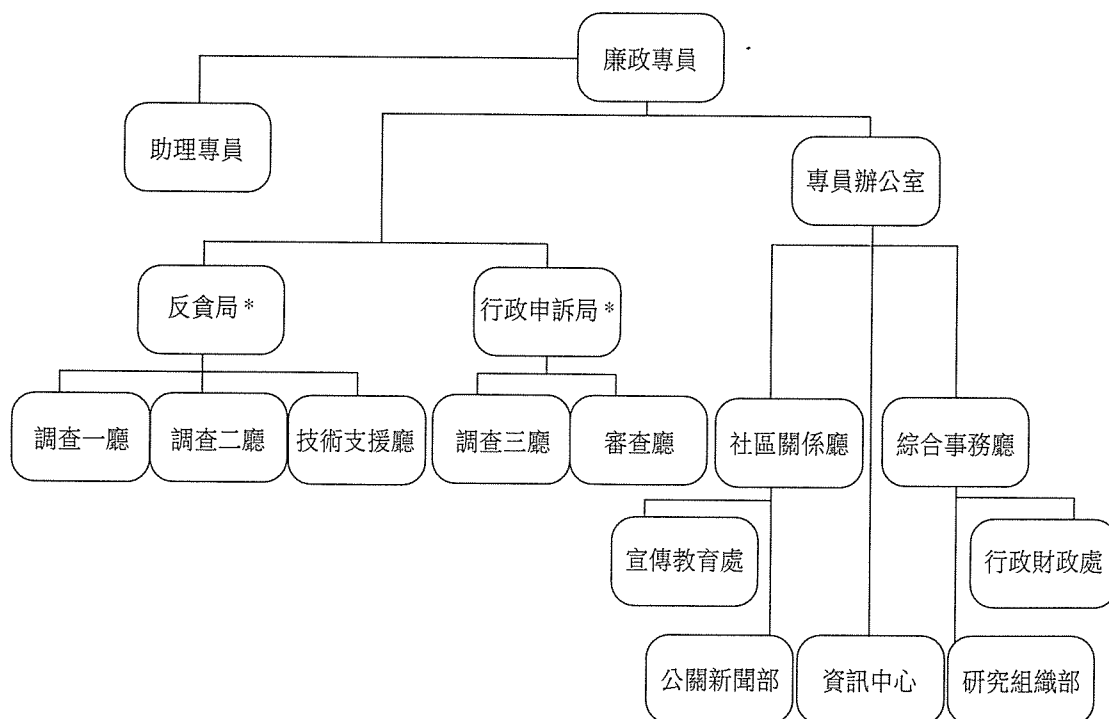 廉政專員
助理專員
專員辦公室
反貪局*
行政申訴局*
調查一廳
調查二廳
技術支援廳
調查三廳
審查廳
社區關係廳
綜合事務廳
宣傳教育處
行政財政處
公關新聞部
資訊中心
研究組織部